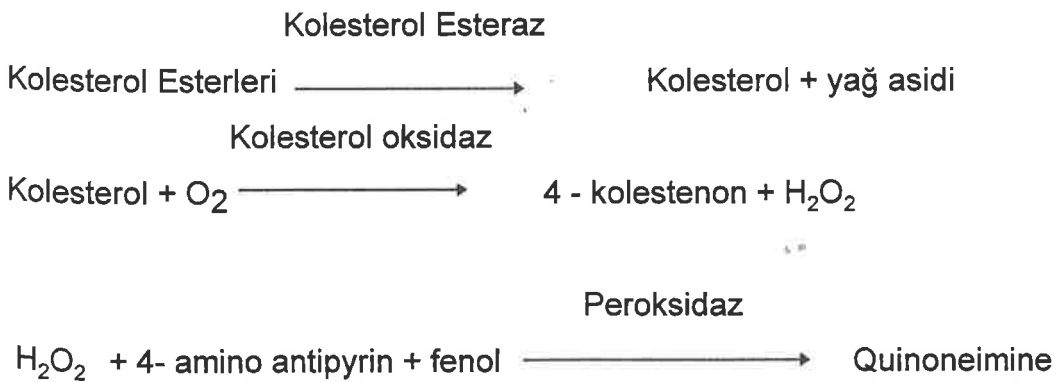 Kolesterol Esteraz
Kolesterol Esterleri Kolesterol + yağ asidi
Kolesterol oksidaz
Kolesterol + O₂ 4 - kolestenon + H₂O₂
Peroksidaz
H₂O₂ + 4- amino antipyrin + fenol Quinoneimine